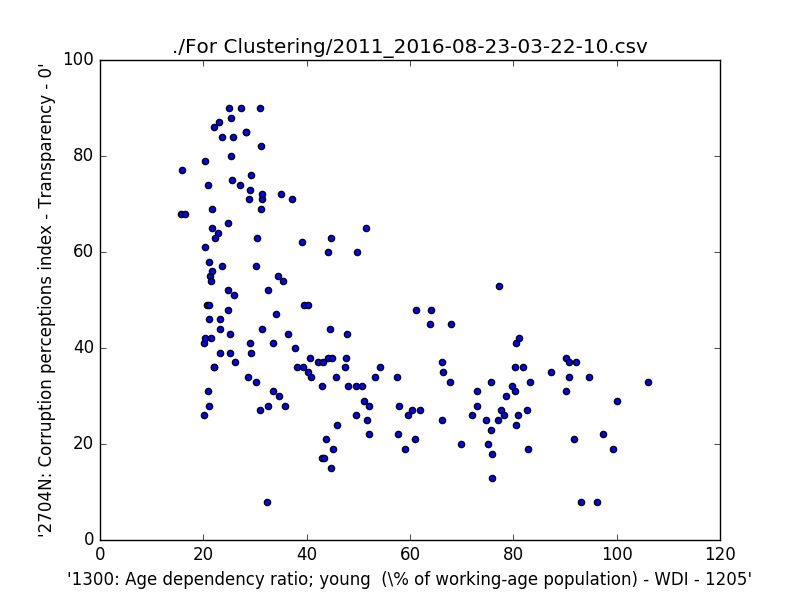 ./For Clustering/2011_2016-08-23-03-22-10.csv
100
80
60
40
20
0
'2704N: Corruption perceptions index - Transparency - 0'
0 20 40 60 80 100 120
'1300: Age dependency ratio; young  (\% of working-age population) - WDI - 1205'